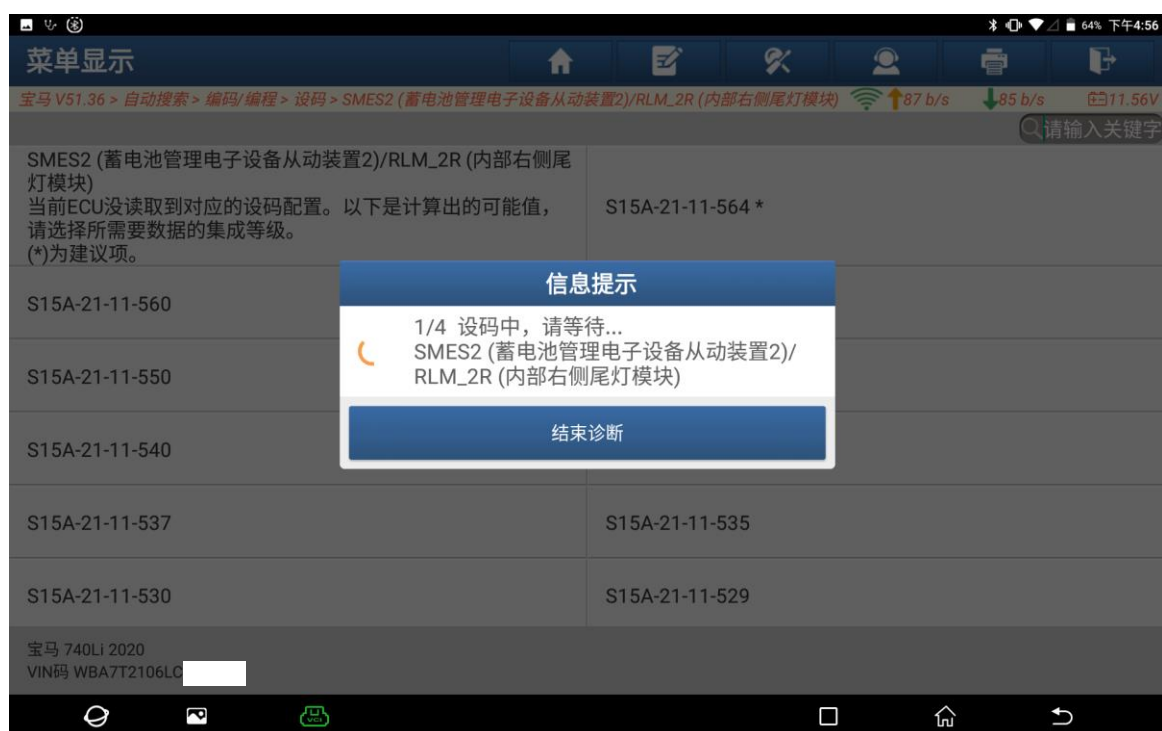 64% 下午4:56
菜单显示
宝马 V51.36 > 自动搜索 > 编码/编程 > 设码 > SMES2 (蓄电池管理电子设备从动装置2)/RLM_2R (内部右侧尾灯模块) 87 b/s 85 b/s 11.56V
请输入关键字
SMES2 (蓄电池管理电子设备从动装置2)/RLM_2R (内部右侧尾
灯模块)
当前ECU没读取到对应的设码配置。以下是计算出的可能值，
请选择所需要数据的集成等级。
(*)为建议项。
S15A-21-11-564 *
S15A-21-11-560
S15A-21-11-550
S15A-21-11-540
S15A-21-11-537
S15A-21-11-535
S15A-21-11-530
S15A-21-11-529
信息提示
1/4 设码中，请等待...
SMES2 (蓄电池管理电子设备从动装置2)/
RLM_2R (内部右侧尾灯模块)
结束诊断
宝马 740Li 2020
VIN码 WBA7T2106LC
VCI